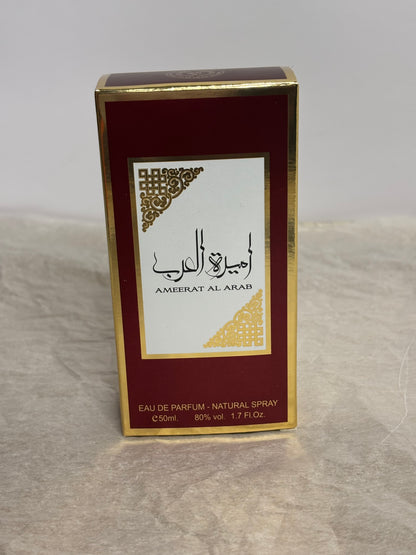 اميرة العرب
AMEERAT AL ARAB
EAU DE PARFUM - NATURAL SPRAY
℮50ml. 80% vol. 1.7 Fl.Oz.